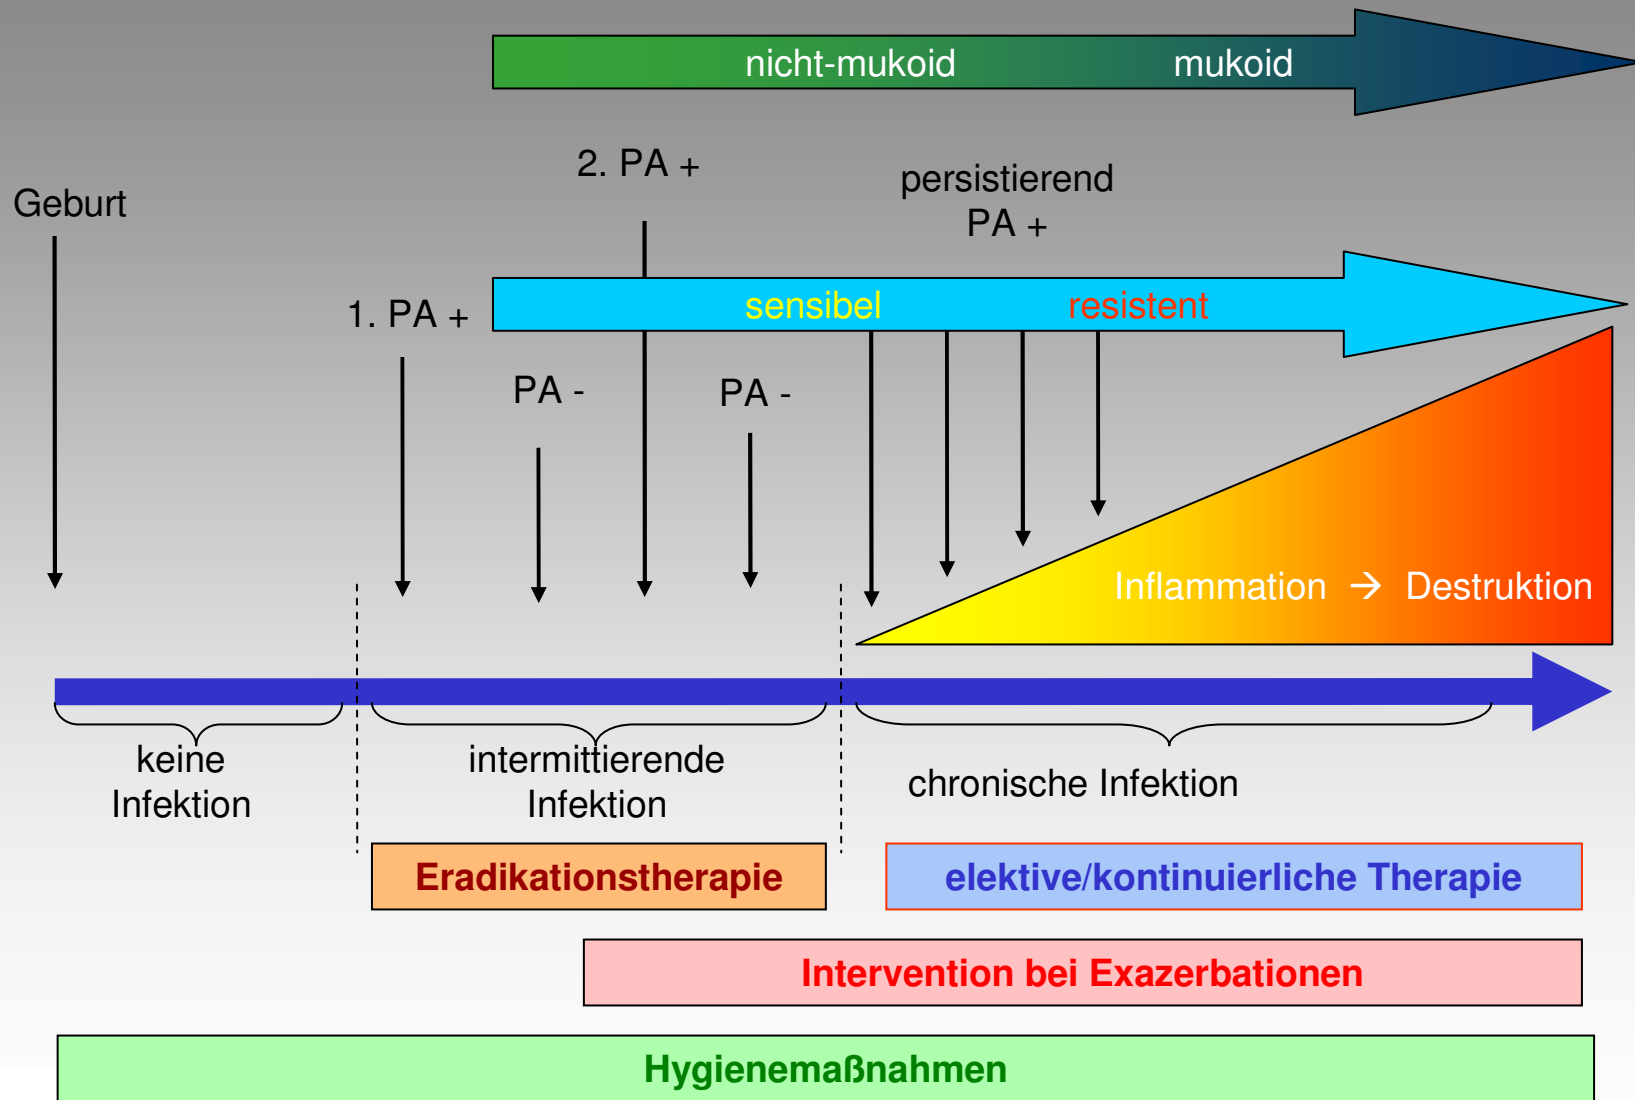 nicht-mukoid mukoid
2. PA +
persistierend
PA +
Geburt
1. PA +
sensibel resistent
PA -
PA -
Inflammation → Destruktion
keine
Infektion
intermittierende
Infektion
chronische Infektion
Eradikationstherapie
elektive/kontinuierliche Therapie
Intervention bei Exazerbationen
Hygienemaßnahmen